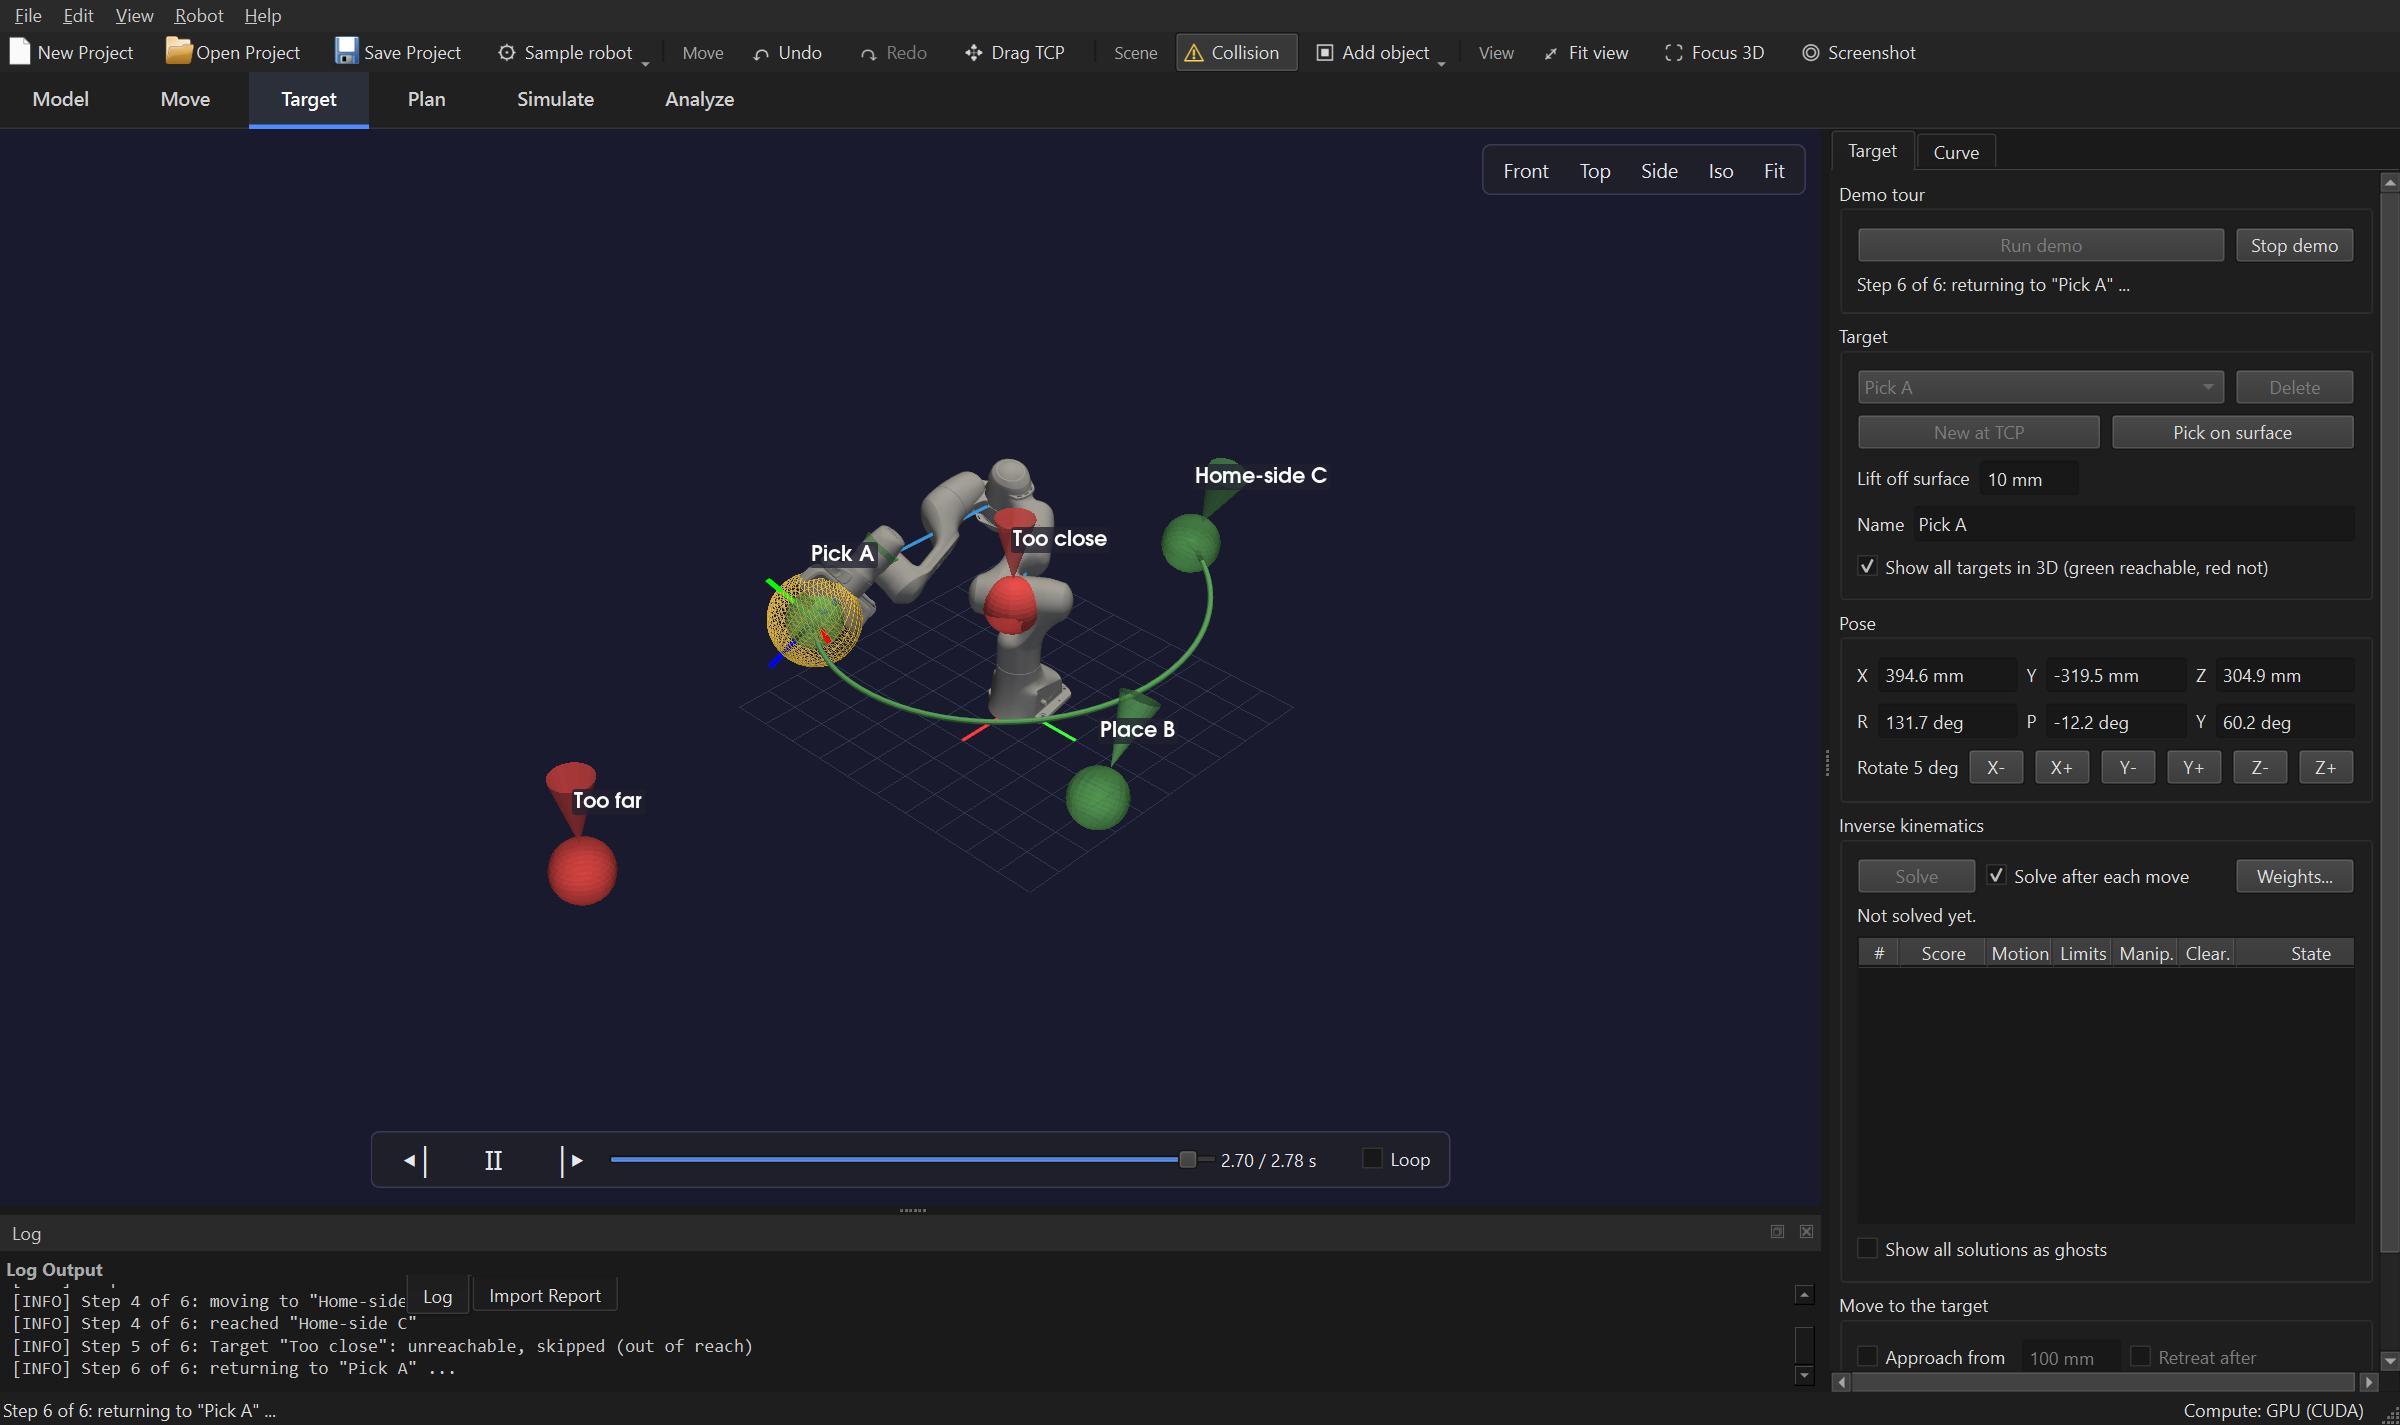 File Edit View Robot Help
New Project Open Project Save Project Sample robot Move Undo Redo Drag TCP Scene Collision Add object View Fit view Focus 3D Screenshot
Model Move Target Plan Simulate Analyze
Front Top Side Iso Fit
Home-side C
Too close
Pick A
Place B
Too far
2.70 / 2.78 s Loop
Target Curve
Demo tour
Run demo Stop demo
Step 6 of 6: returning to "Pick A" ...
Target
Pick A Delete
New at TCP Pick on surface
Lift off surface 10 mm
Name Pick A
Show all targets in 3D (green reachable, red not)
Pose
X 394.6 mm Y -319.5 mm Z 304.9 mm
R 131.7 deg P -12.2 deg Y 60.2 deg
Rotate 5 deg X- X+ Y- Y+ Z- Z+
Inverse kinematics
Solve Solve after each move Weights...
Not solved yet.
# Score Motion Limits Manip. Clear. State
Show all solutions as ghosts
Move to the target
Approach from 100 mm Retreat after
Log
Log Output
Log Import Report
[INFO] Step 4 of 6: moving to "Home-side
[INFO] Step 4 of 6: reached "Home-side C"
[INFO] Step 5 of 6: Target "Too close": unreachable, skipped (out of reach)
[INFO] Step 6 of 6: returning to "Pick A" ...
Step 6 of 6: returning to "Pick A" ...
Compute: GPU (CUDA)